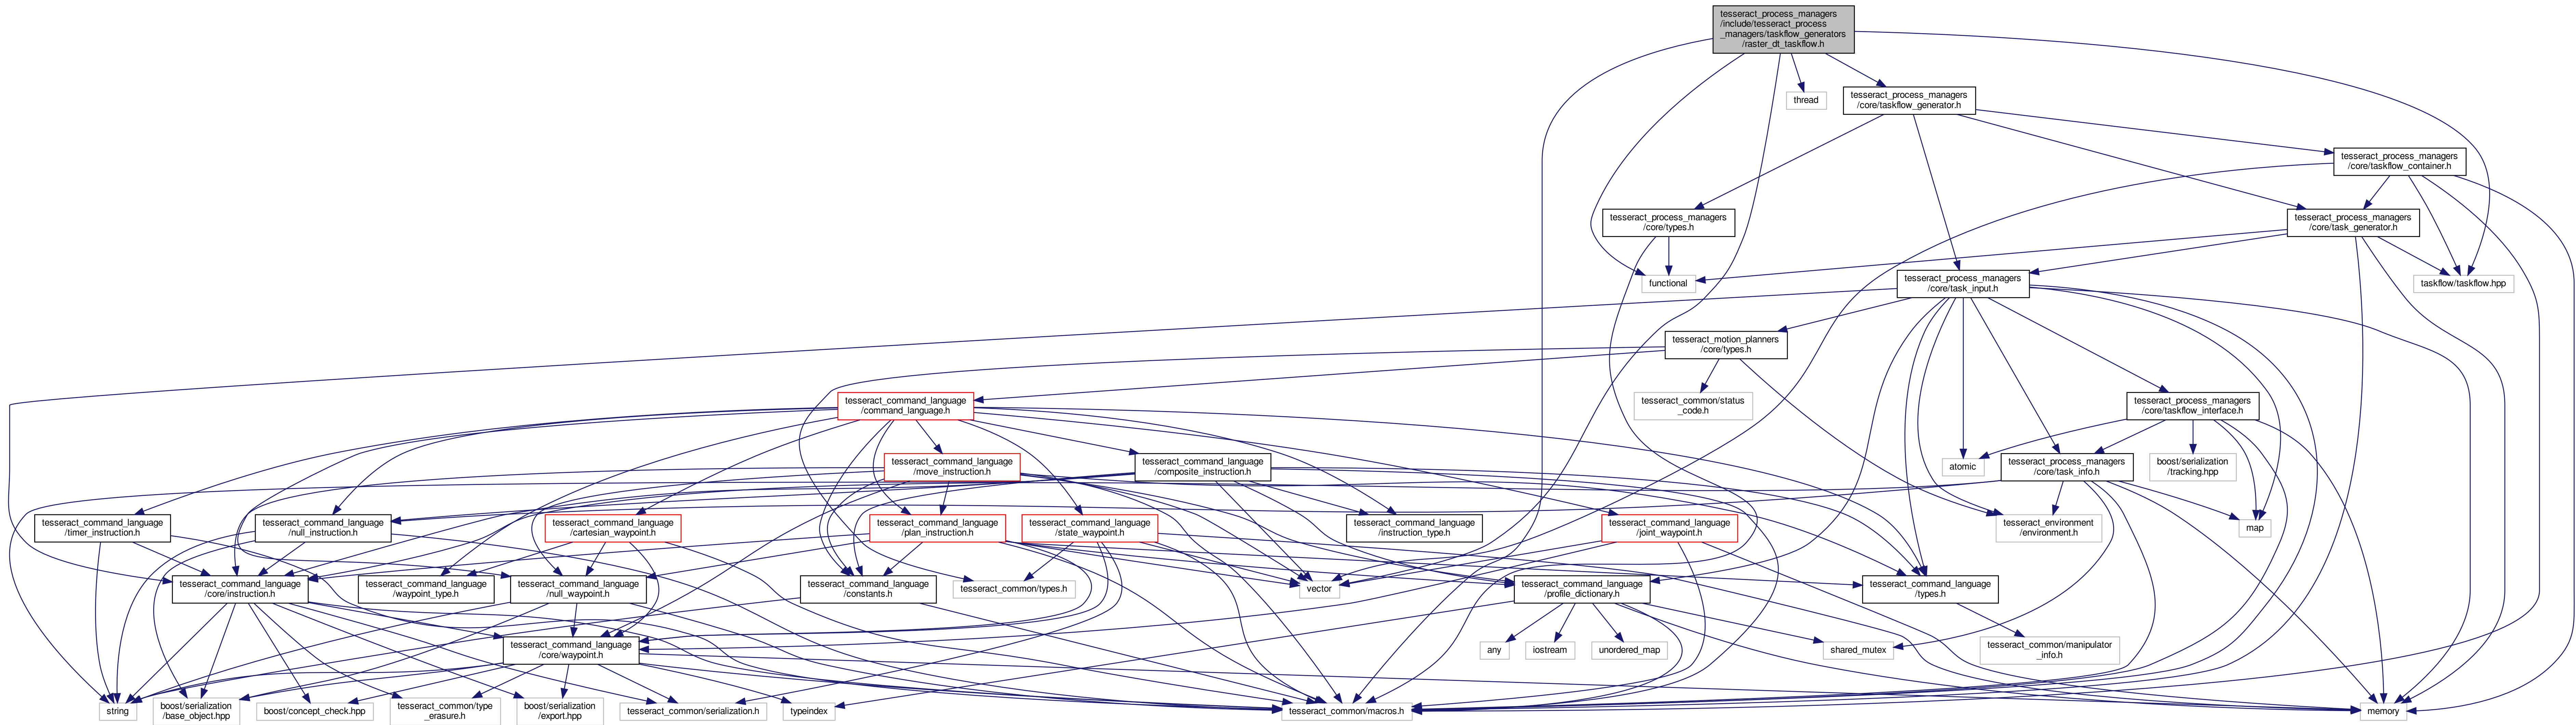 tesseract_process_managers
/include/tesseract_process
_managers/taskflow_generators
/raster_dt_taskflow.h
thread
tesseract_process_managers
/core/taskflow_generator.h
tesseract_process_managers
/core/taskflow_container.h
tesseract_process_managers
/core/types.h
tesseract_process_managers
/core/task_generator.h
functional
tesseract_process_managers
/core/task_input.h
taskflow/taskflow.hpp
tesseract_motion_planners
/core/types.h
tesseract_command_language
/command_language.h
tesseract_common/status
_code.h
tesseract_process_managers
/core/taskflow_interface.h
tesseract_command_language
/move_instruction.h
tesseract_command_language
/composite_instruction.h
atomic
tesseract_process_managers
/core/task_info.h
boost/serialization
/tracking.hpp
tesseract_command_language
/timer_instruction.h
tesseract_command_language
/null_instruction.h
tesseract_command_language
/cartesian_waypoint.h
tesseract_command_language
/plan_instruction.h
tesseract_command_language
/state_waypoint.h
tesseract_command_language
/instruction_type.h
tesseract_command_language
/joint_waypoint.h
tesseract_environment
/environment.h
map
tesseract_command_language
/core/instruction.h
tesseract_command_language
/waypoint_type.h
tesseract_command_language
/null_waypoint.h
tesseract_command_language
/constants.h
tesseract_common/types.h
vector
tesseract_command_language
/profile_dictionary.h
tesseract_command_language
/types.h
tesseract_command_language
/core/waypoint.h
any
iostream
unordered_map
shared_mutex
tesseract_common/manipulator
_info.h
string
boost/serialization
/base_object.hpp
boost/concept_check.hpp
tesseract_common/type
_erasure.h
boost/serialization
/export.hpp
tesseract_common/serialization.h
typeindex
tesseract_common/macros.h
memory